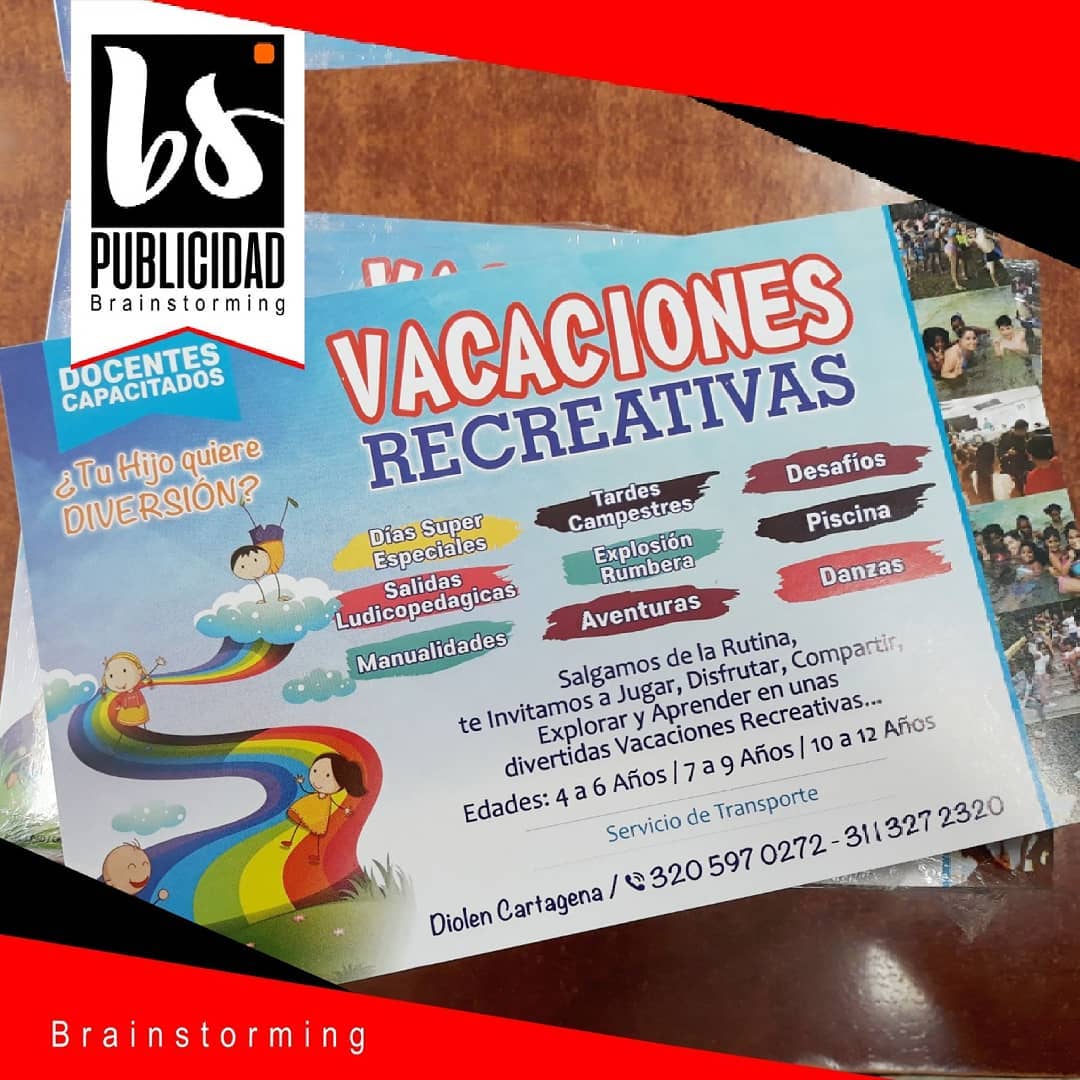 bs
PUBLICIDAD
Brainstorming
DOCENTES
CAPACITADOS
¿Tu Hijo quiere
DIVERSIÓN?
VACACIONES
RECREATIVAS
Días Super
Especiales
Salidas
Ludicopedagicas
Manualidades
Tardes
Campestres
Explosión
Rumbera
Aventuras
Desafíos
Piscina
Danzas
Salgamos de la Rutina,
te Invitamos a Jugar, Disfrutar, Compartir,
Explorar y Aprender en unas
divertidas Vacaciones Recreativas...
Edades: 4 a 6 Años / 7 a 9 Años / 10 a 12 Años
Servicio de Transporte
Diolen Cartagena / 320 597 0272 - 311 327 2320
Brainstorming